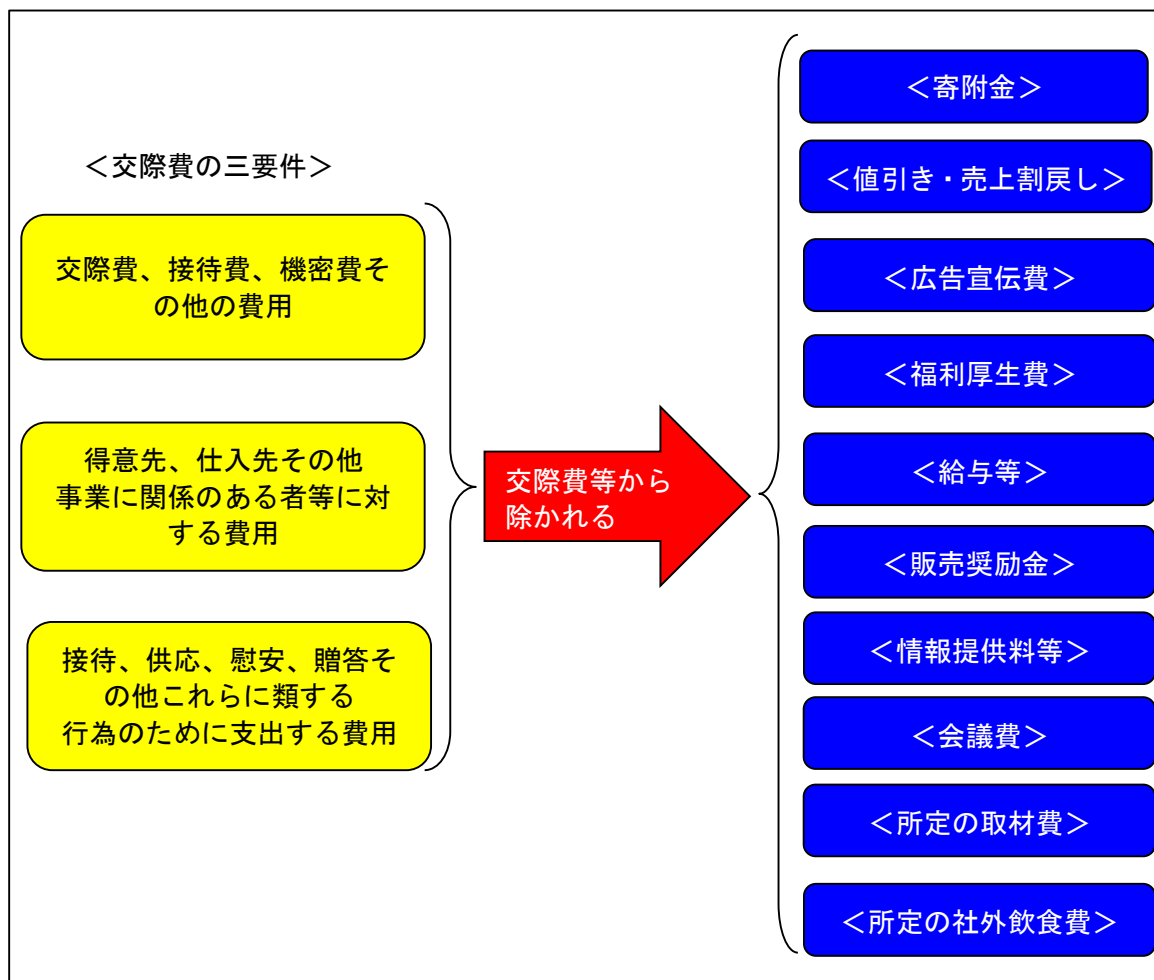 ＜交際費の三要件＞
交際費、接待費、機密費そ
の他の費用
得意先、仕入先その他
事業に関係のある者等に対
する費用
接待、供応、慰安、贈答そ
の他これらに類する
行為のために支出する費用
交際費等から
除かれる
＜寄附金＞
＜値引き・売上割戻し＞
＜広告宣伝費＞
＜福利厚生費＞
＜給与等＞
＜販売奨励金＞
＜情報提供料等＞
＜会議費＞
＜所定の取材費＞
＜所定の社外飲食費＞